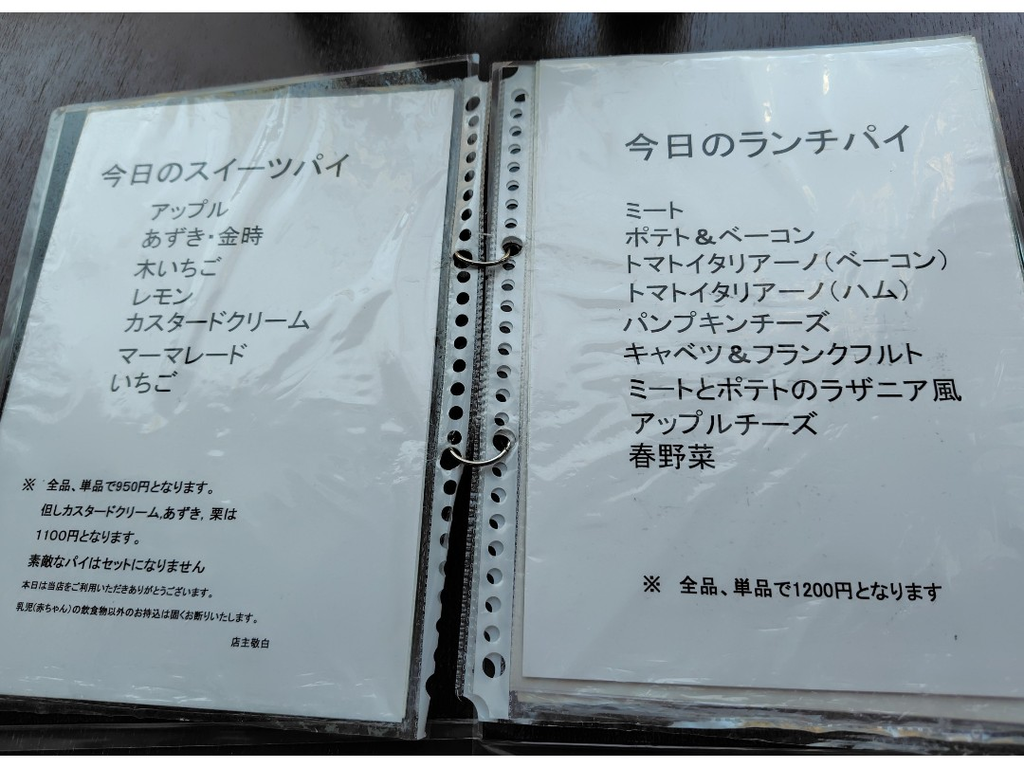 今日のスイーツパイ
アップル
あずき・金時
木いちご
レモン
カスタードクリーム
マーマレード
いちご
※ 全品、単品で950円となります。
但しカスタードクリーム,あずき, 栗は
1100円となります。
素敵なパイはセットになりません
本日は当店をご利用いただきありがとうございます。
乳児(赤ちゃん)の飲食物以外のお持込は固くお断りいたします。
店主敬白
今日のランチパイ
ミート
ポテト&ベーコン
トマトイタリアーノ(ベーコン)
トマトイタリアーノ(ハム)
パンプキンチーズ
キャベツ&フランクフルト
ミートとポテトのラザニア風
アップルチーズ
春野菜
※ 全品、単品で1200円となります